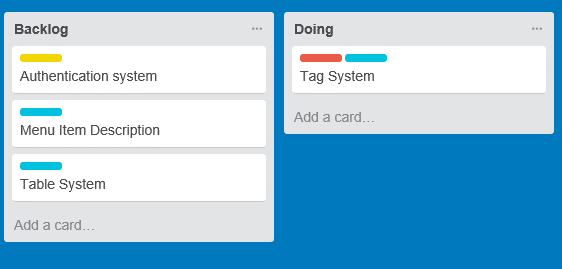 Backlog
Authentication system
Menu Item Description
Table System
Add a card…
Doing
Tag System
Add a card…